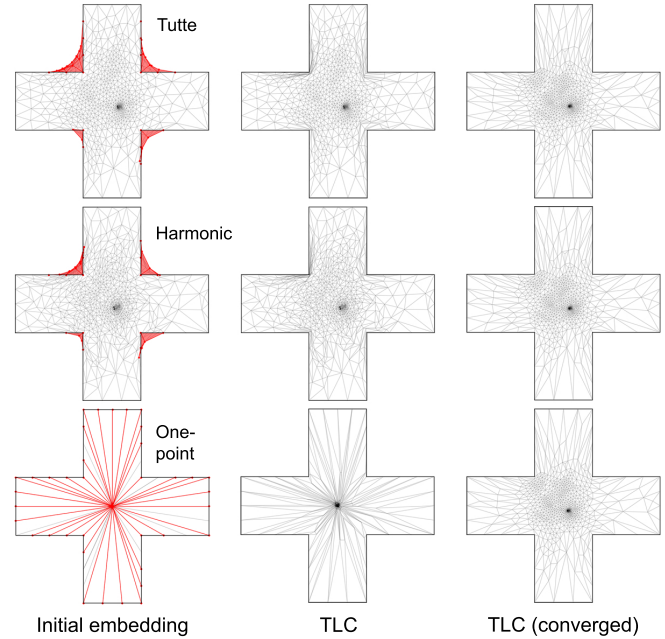 Tutte
Harmonic
One-
point
Initial embedding
TLC
TLC (converged)